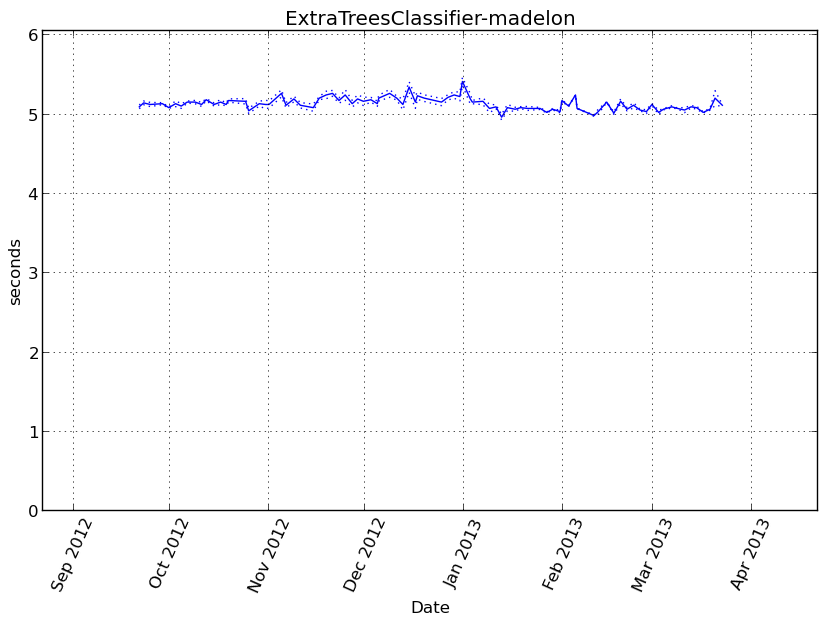 ExtraTreesClassifier-madelon
6
5
4
3
2
1
0
seconds
Sep 2012
Oct 2012
Nov 2012
Dec 2012
Jan 2013
Feb 2013
Mar 2013
Apr 2013
Date